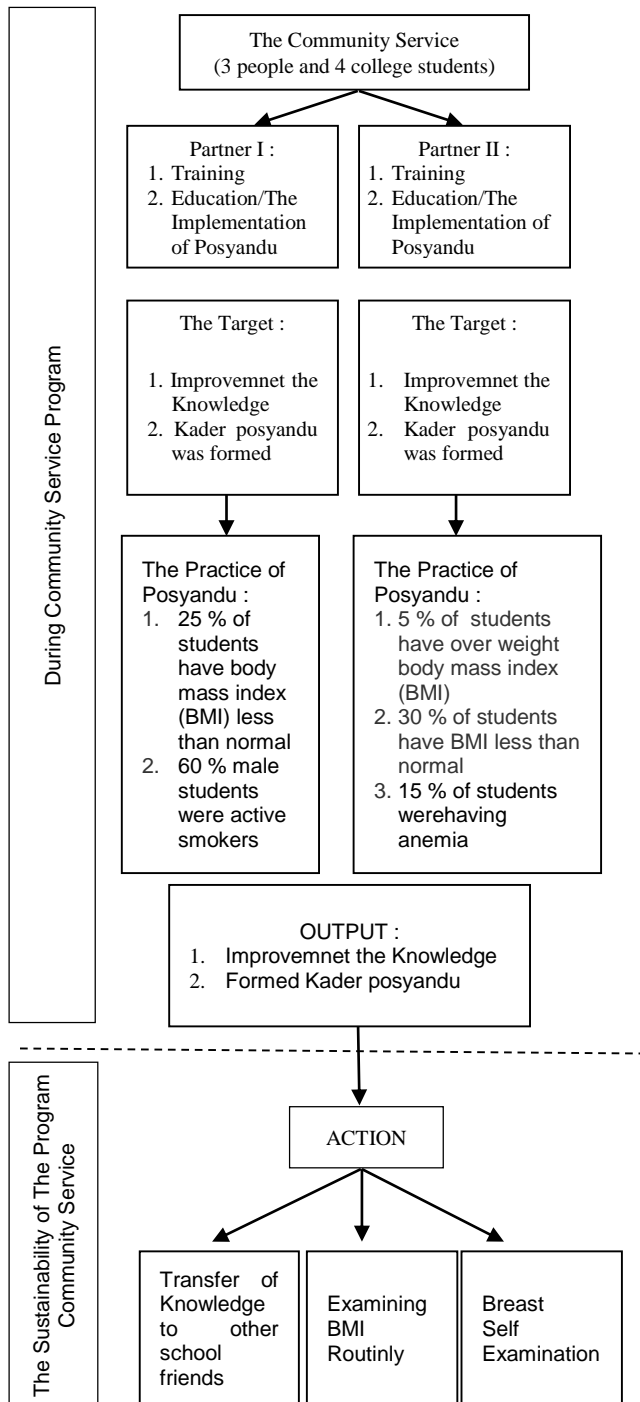 The Community Service
(3 people and 4 college students)
Partner I :
1. Training
2. Education/The
Implementation
of Posyandu
Partner II :
1. Training
2. Education/The
Implementation of
Posyandu
The Target :
1. Improvemnet the
Knowledge
2. Kader posyandu
was formed
The Target :
1. Improvemnet the
Knowledge
2. Kader posyandu
was formed
The Practice of
Posyandu :
1. 25 % of
students
have body
mass index
(BMI) less
than normal
2. 60 % male
students
were active
smokers
The Practice of
Posyandu :
1. 5 % of students
have over weight
body mass index
(BMI)
2. 30 % of students
have BMI less than
normal
3. 15 % of students
werehaving
anemia
OUTPUT :
1. Improvemnet the Knowledge
2. Formed Kader posyandu
During Community Service Program
ACTION
Transfer of
Knowledge
to other
school
friends
Examining
BMI
Routinly
Breast
Self
Examination
The Sustainability of The Program
Community Service